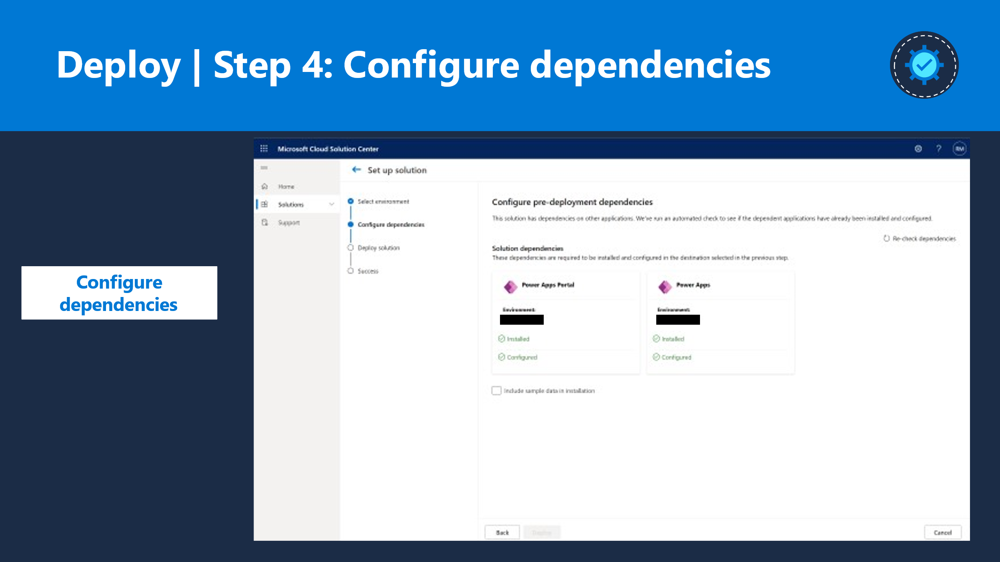 Deploy | Step 4: Configure dependencies
Configure
dependencies
Microsoft Cloud Solution Center
?
RM
Set up solution
Home
Solutions
Support
Select environment
Configure dependencies
Deploy solution
Success
Configure pre-deployment dependencies
This solution has dependencies on other applications. We've run an automated check to see if the dependent applications have already been installed and configured.
Re-check dependencies
Solution dependencies
These dependencies are required to be installed and configured in the destination selected in the previous step.
Power Apps Portal
Environment:
Installed
Configured
Power Apps
Environment:
Installed
Configured
Include sample data in installation
Back
Deploy
Cancel